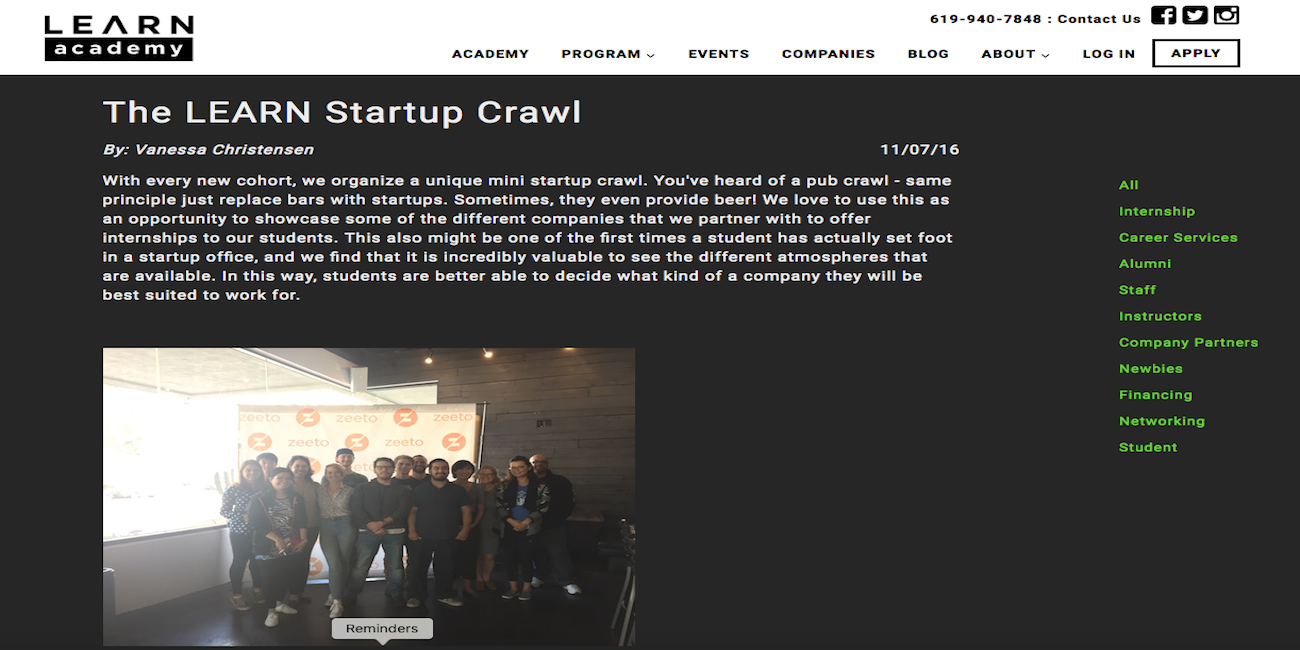 LEARN
academy
619-940-7848 : Contact Us
ACADEMY PROGRAM EVENTS COMPANIES BLOG ABOUT LOG IN APPLY
The LEARN Startup Crawl
By: Vanessa Christensen 11/07/16
With every new cohort, we organize a unique mini startup crawl. You've heard of a pub crawl - same
principle just replace bars with startups. Sometimes, they even provide beer! We love to use this as
an opportunity to showcase some of the different companies that we partner with to offer
internships to our students. This also might be one of the first times a student has actually set foot
in a startup office, and we find that it is incredibly valuable to see the different atmospheres that
are available. In this way, students are better able to decide what kind of a company they will be
best suited to work for.
All
Internship
Career Services
Alumni
Staff
Instructors
Company Partners
Newbies
Financing
Networking
Student
zeeto zeeto zeeto
zeeto zeeto
Reminders